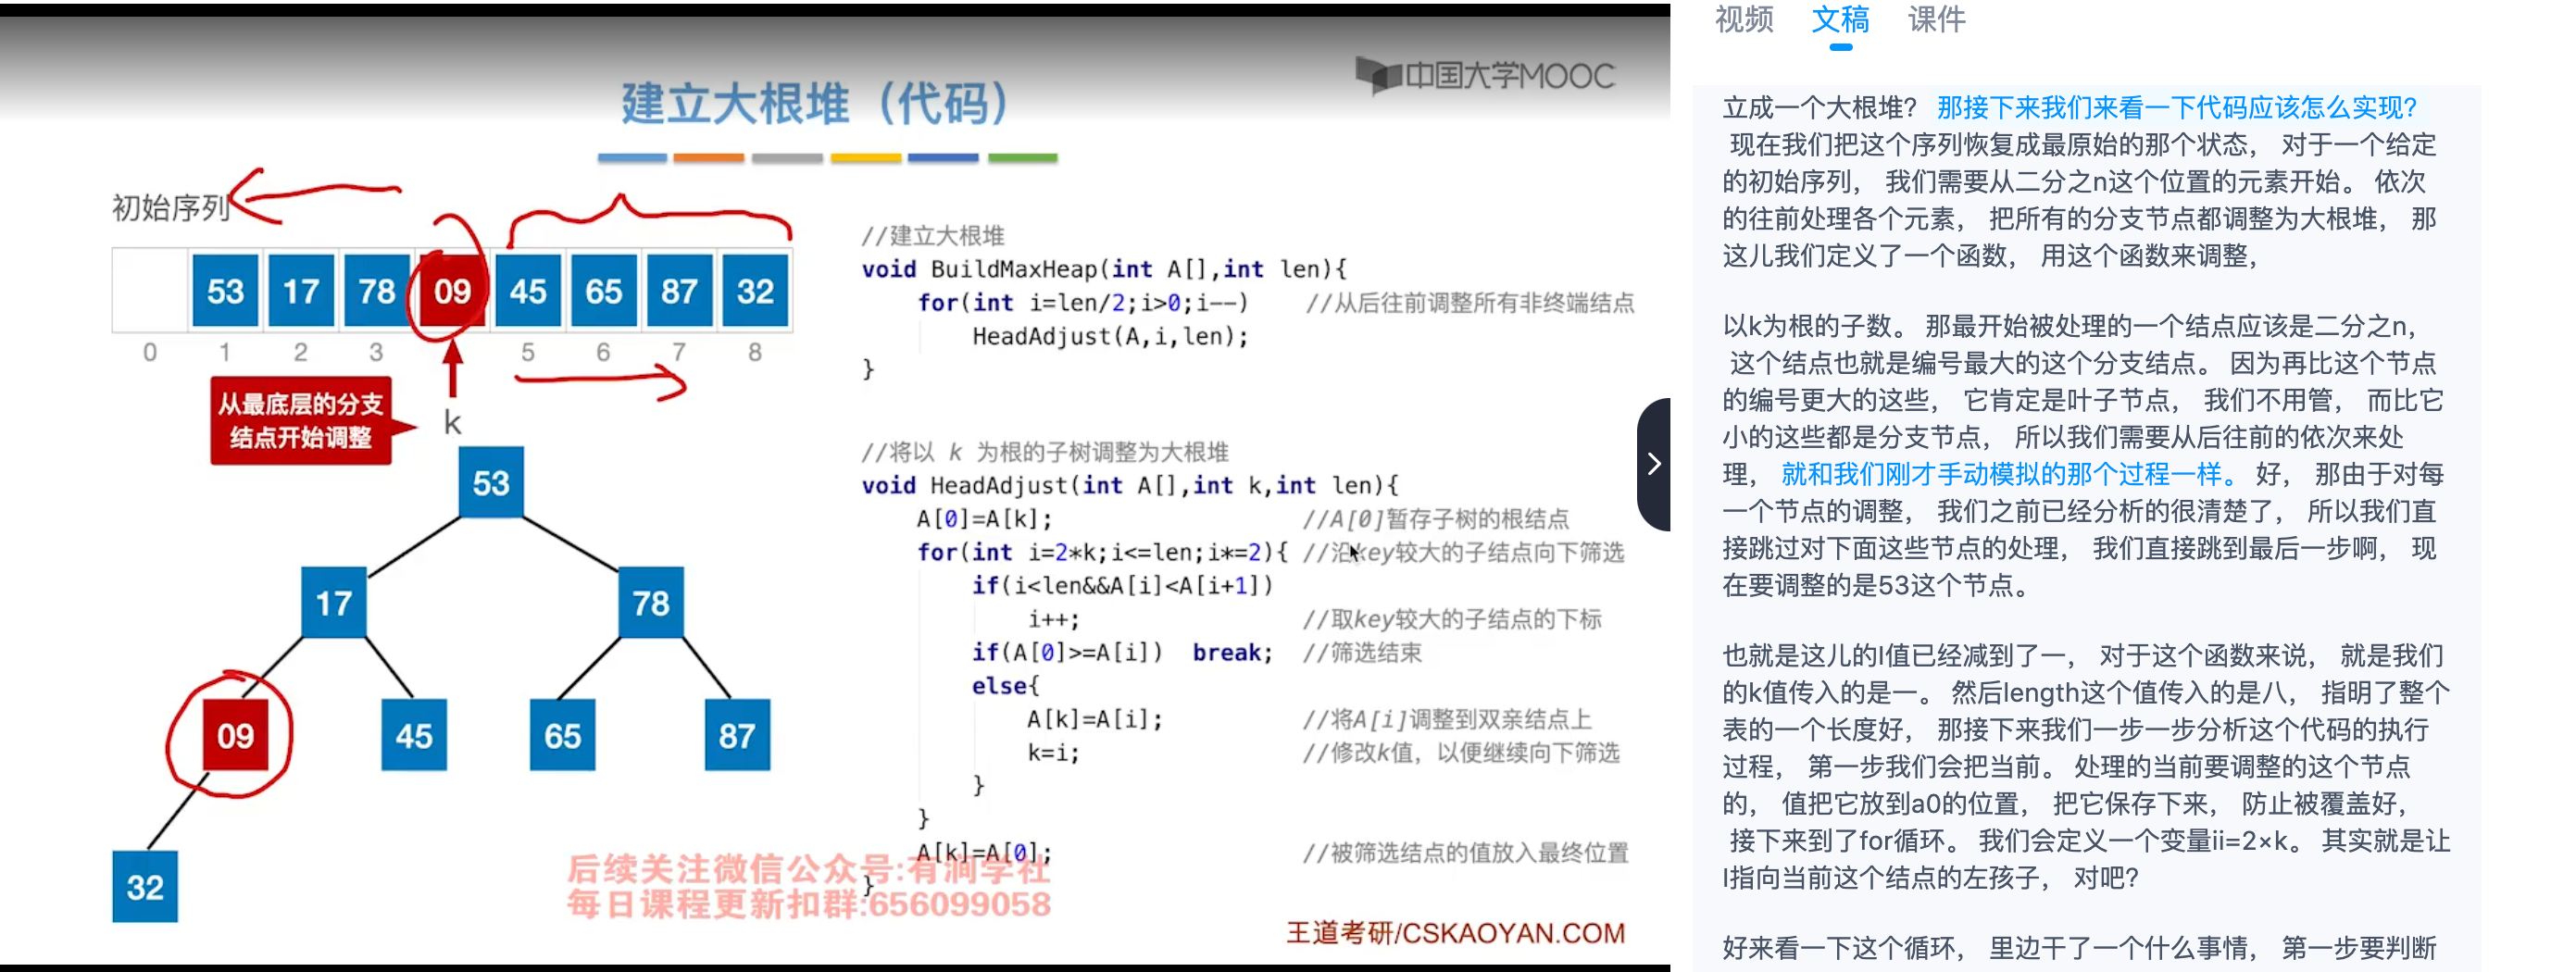 建立大根堆（代码）
中国大学MOOC
初始序列
53 17 78 09 45 65 87 32
0 1 2 3 5 6 7 8
从最底层的分支
结点开始调整
k
53
17 78
09 45 65 87
32
//建立大根堆
void BuildMaxHeap(int A[],int len){
for(int i=len/2;i>0;i--) //从后往前调整所有非终端结点
HeadAdjust(A,i,len);
}
//将以 k 为根的子树调整为大根堆
void HeadAdjust(int A[],int k,int len){
A[0]=A[k]; //A[0]暂存子树的根结点
for(int i=2*k;i<=len;i*=2){ //沿key较大的子结点向下筛选
if(i<len&&A[i]<A[i+1])
i++; //取key较大的子结点的下标
if(A[0]>=A[i]) break; //筛选结束
else{
A[k]=A[i]; //将A[i]调整到双亲结点上
k=i; //修改k值，以便继续向下筛选
}
}
A[k]=A[0]; //被筛选结点的值放入最终位置
}
后续关注微信公众号:有润学社
每日课程更新扣群:656099058
王道考研/CSKAOYAN.COM
视频 文稿 课件
立成一个大根堆? 那接下来我们来看一下代码应该怎么实现?
现在我们把这个序列恢复成最原始的那个状态， 对于一个给定
的初始序列， 我们需要从二分之n这个位置的元素开始。 依次
的往前处理各个元素， 把所有的分支节点都调整为大根堆， 那
这儿我们定义了一个函数， 用这个函数来调整，
以k为根的子数。 那最开始被处理的一个结点应该是二分之n，
这个结点也就是编号最大的这个分支结点。 因为再比这个节点
的编号更大的这些， 它肯定是叶子节点， 我们不用管， 而比它
小的这些都是分支节点， 所以我们需要从后往前的依次来处
理， 就和我们刚才手动模拟的那个过程一样。 好， 那由于对每
一个节点的调整， 我们之前已经分析的很清楚了， 所以我们直
接跳过对下面这些节点的处理， 我们直接跳到最后一步啊， 现
在要调整的是53这个节点。
也就是这儿的I值已经减到了一， 对于这个函数来说， 就是我们
的k值传入的是一。 然后length这个值传入的是八， 指明了整个
表的一个长度好， 那接下来我们一步一步分析这个代码的执行
过程， 第一步我们会把当前。 处理的当前要调整的这个节点
的， 值把它放到a0的位置， 把它保存下来， 防止被覆盖好，
接下来到了for循环。 我们会定义一个变量ii=2×k。 其实就是让
I指向当前这个结点的左孩子， 对吧?
好来看一下这个循环， 里边干了一个什么事情， 第一步要判断